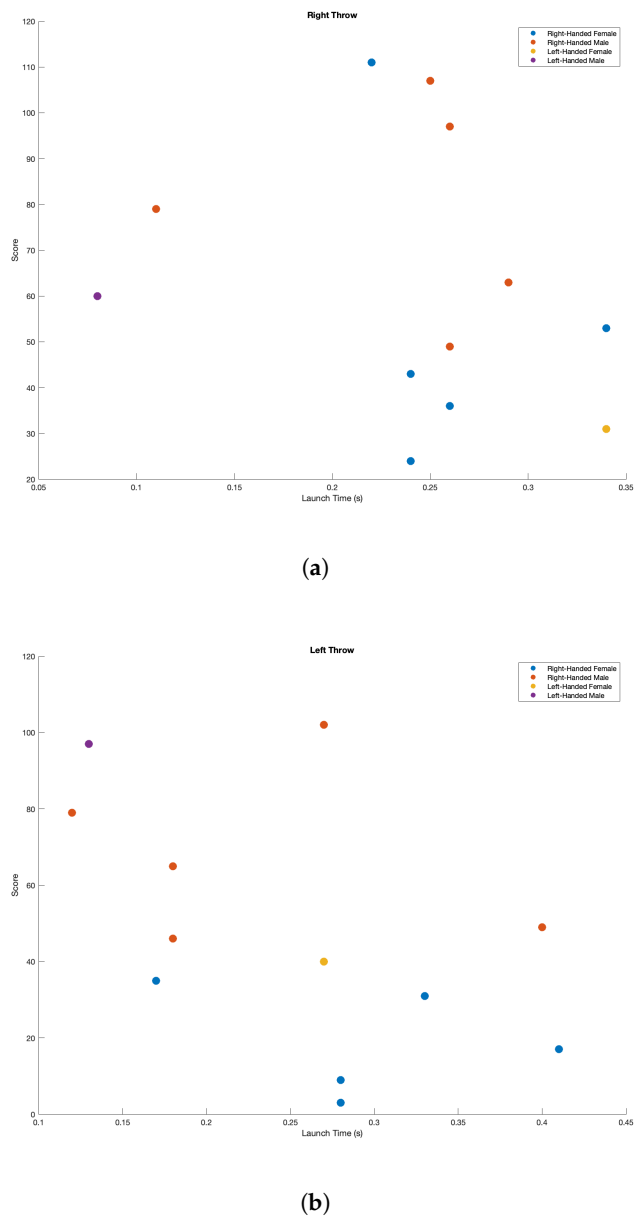 Right Throw
Right-Handed Female
Right-Handed Male
Left-Handed Female
Left-Handed Male
120
110
100
90
80
70
60
50
40
30
20
Score
0.05
0.1
0.15
0.2
0.25
0.3
0.35
Launch Time (s)
(a)
Left Throw
Right-Handed Female
Right-Handed Male
Left-Handed Female
Left-Handed Male
120
100
80
60
40
20
0
Score
0.1
0.15
0.2
0.25
0.3
0.35
0.4
0.45
Launch Time (s)
(b)